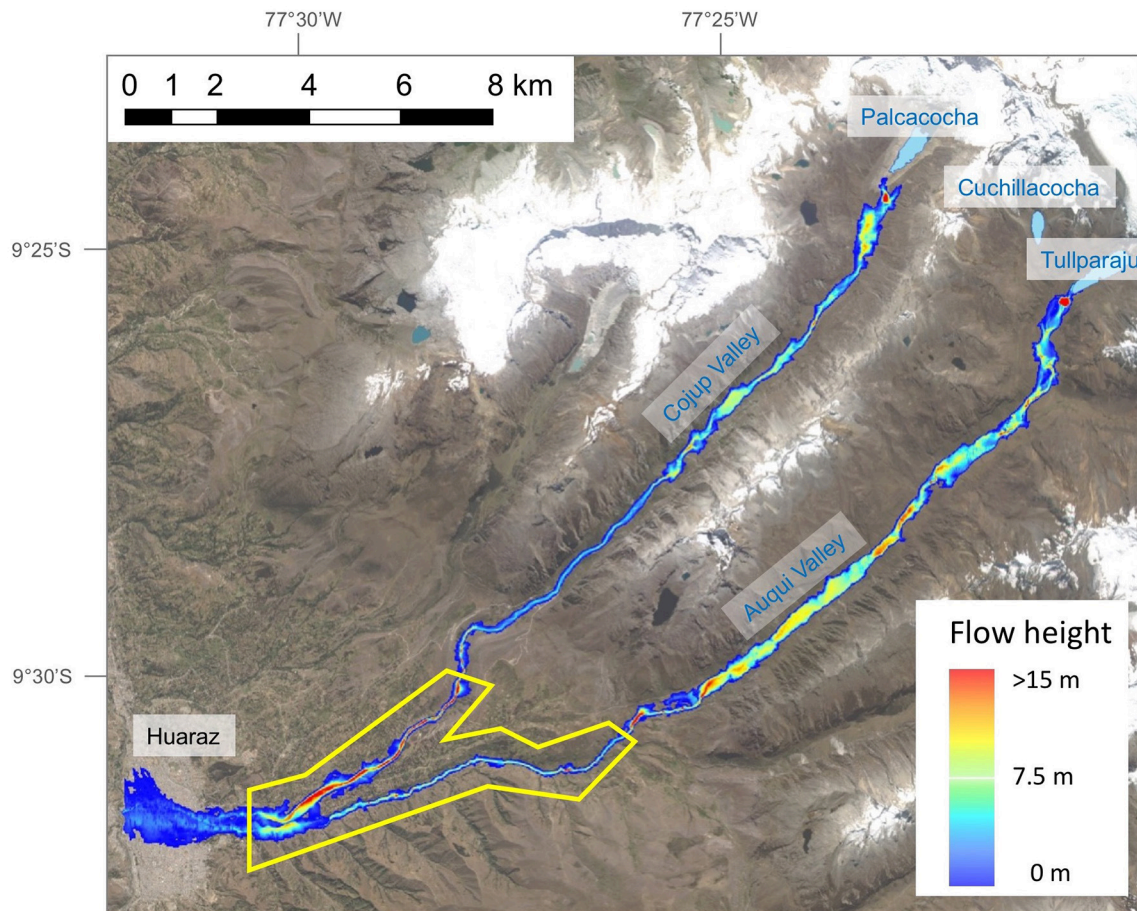 77°30’W
77°25’W
0 1 2 4 6 8 km
Palcacocha
Cuchillacocha
9°25’S
Tullparaju
Cojup Valley
Auqui Valley
Flow height
9°30’S
>15 m
Huaraz
7.5 m
0 m